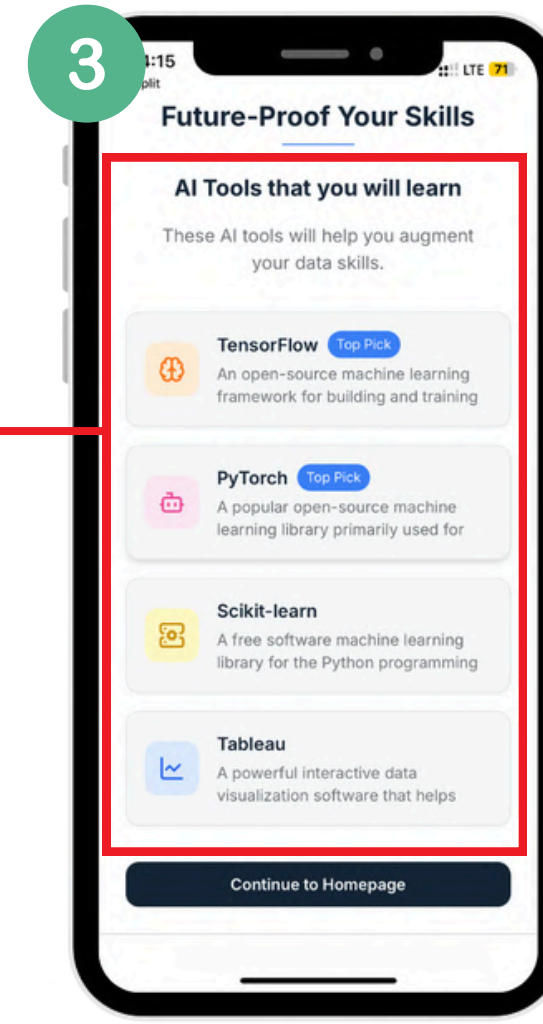 3
:15
plit
LTE 71
Future-Proof Your Skills
AI Tools that you will learn
These AI tools will help you augment
your data skills.
TensorFlow Top Pick
An open-source machine learning
framework for building and training
PyTorch Top Pick
A popular open-source machine
learning library primarily used for
Scikit-learn
A free software machine learning
library for the Python programming
Tableau
A powerful interactive data
visualization software that helps
Continue to Homepage